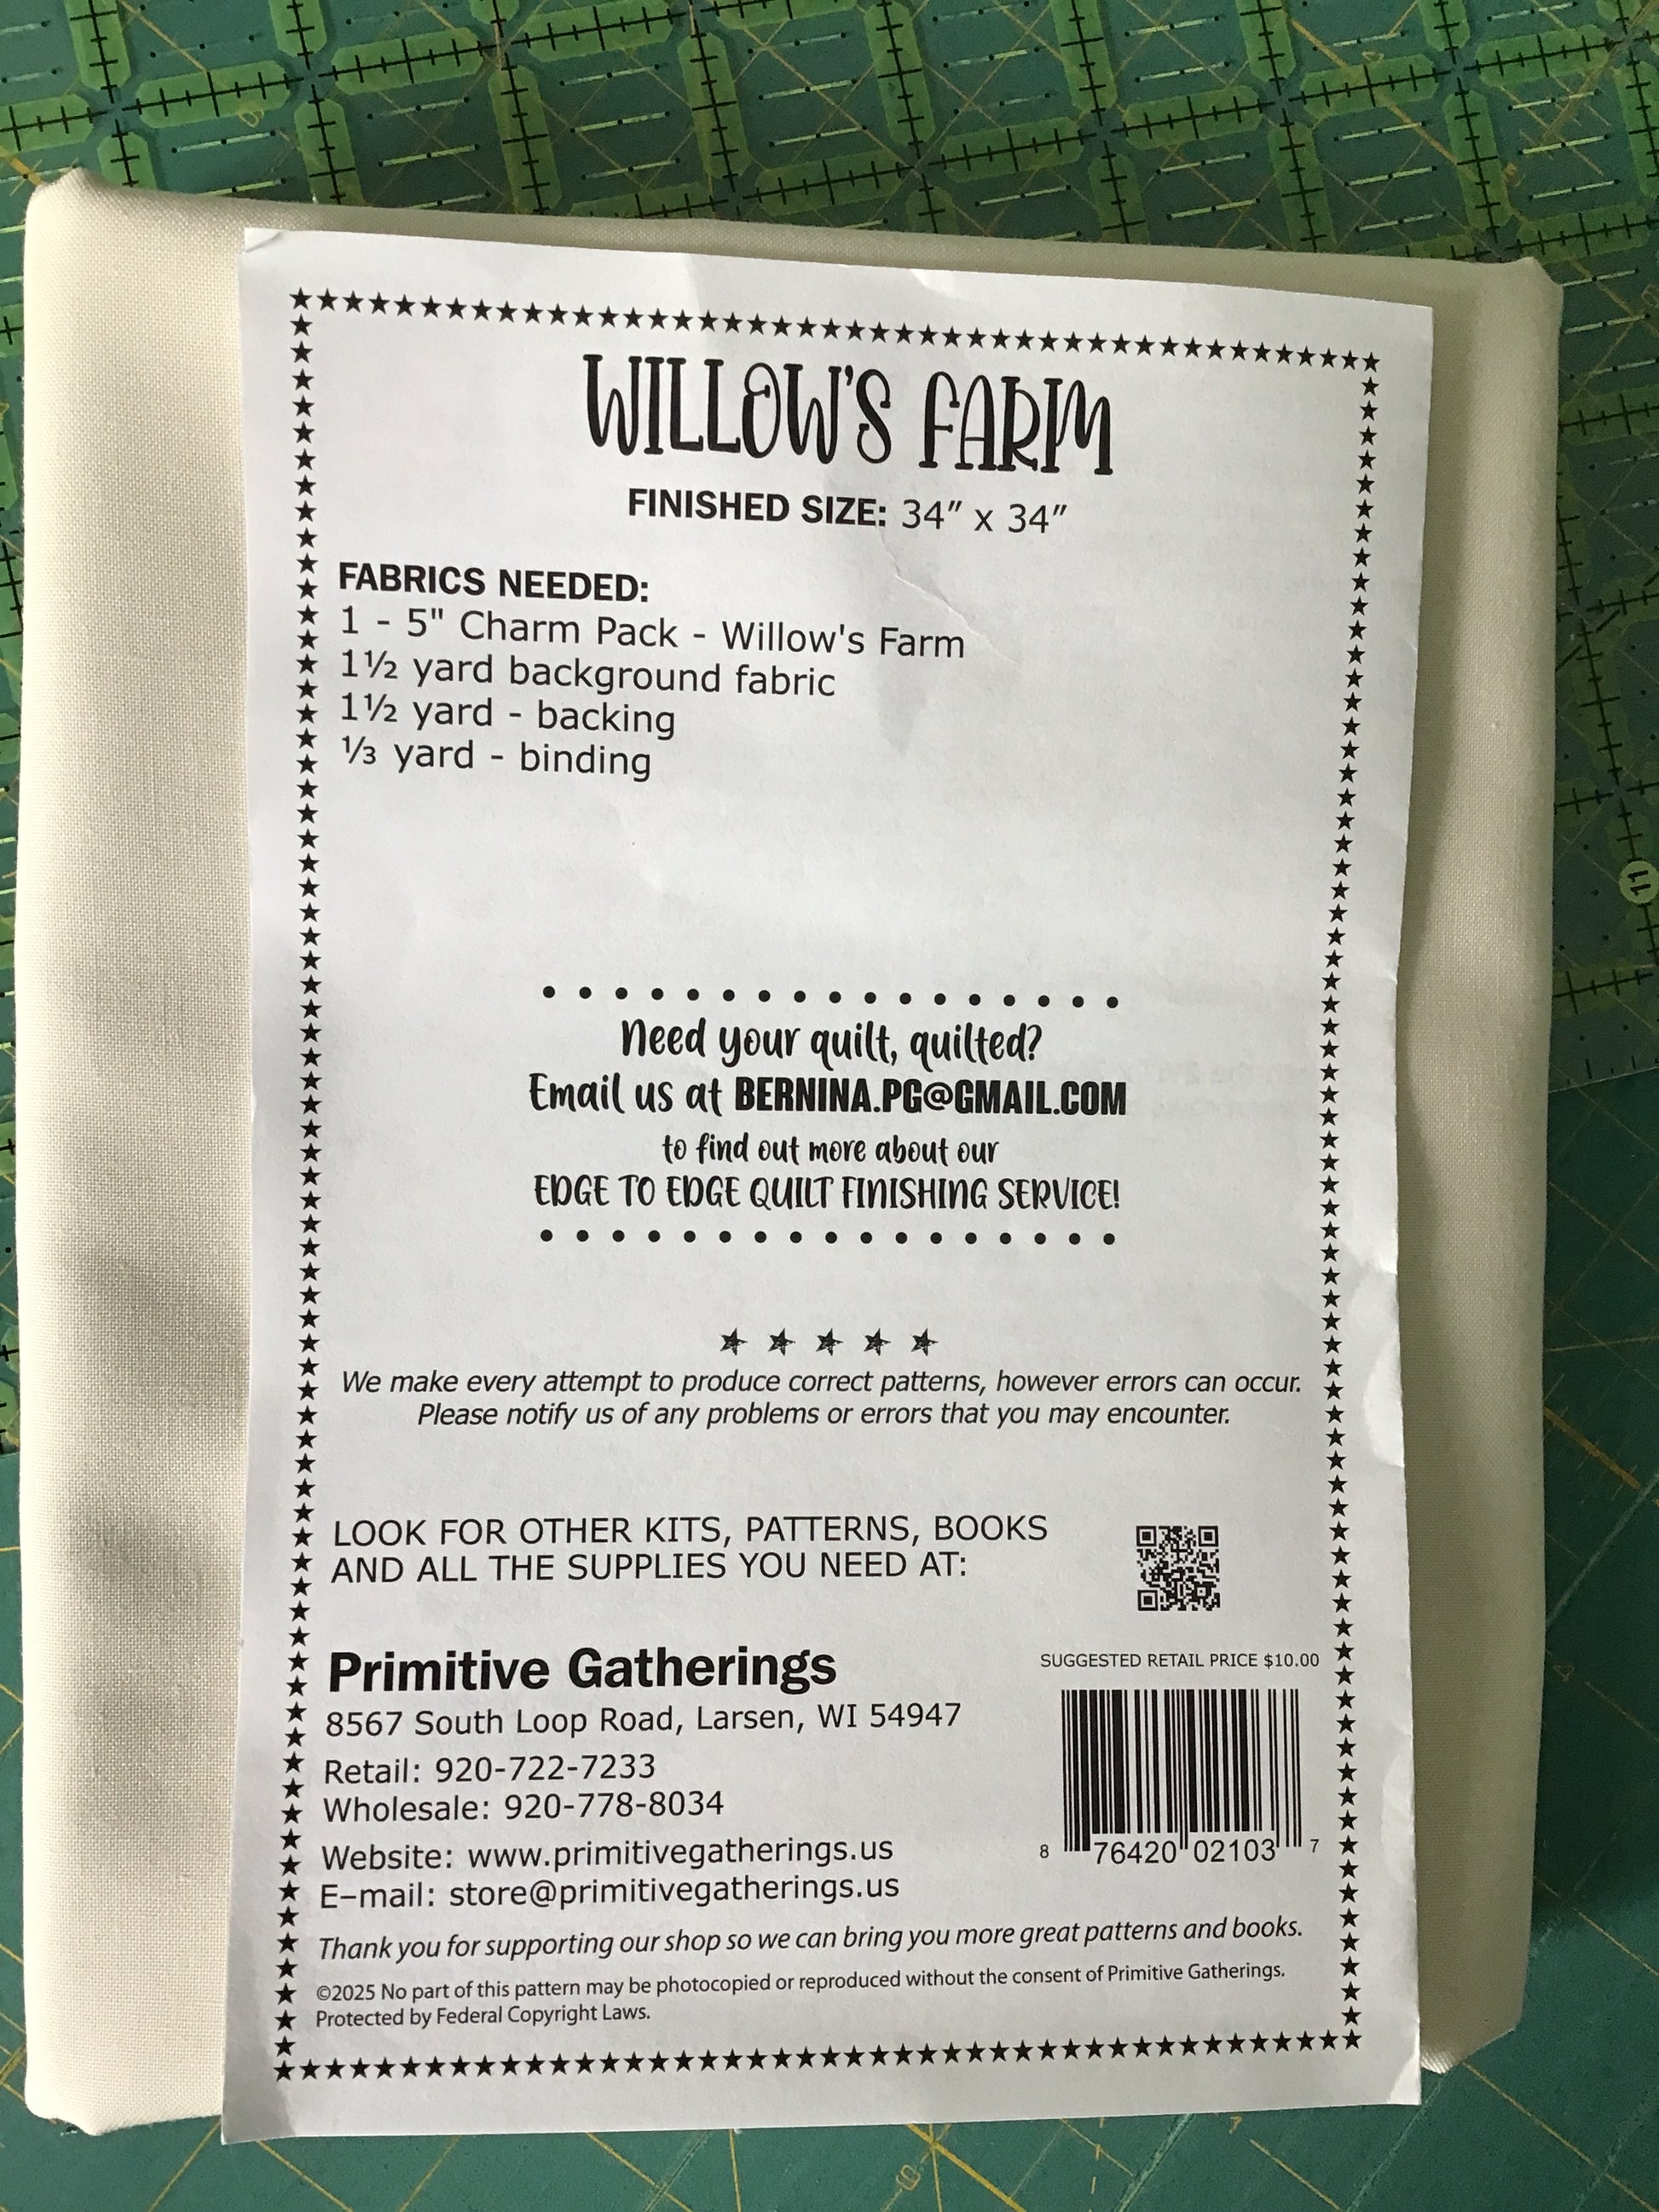 WILLOW'S FARM
FINISHED SIZE: 34" x 34"
FABRICS NEEDED:
1 - 5" Charm Pack - Willow's Farm
1½ yard background fabric
1½ yard - backing
⅓ yard - binding
Need your quilt, quilted?
Email us at BERNINA.PG@GMAIL.COM
to find out more about our
EDGE TO EDGE QUILT FINISHING SERVICE!
We make every attempt to produce correct patterns, however errors can occur.
Please notify us of any problems or errors that you may encounter.
LOOK FOR OTHER KITS, PATTERNS, BOOKS
AND ALL THE SUPPLIES YOU NEED AT:
Primitive Gatherings
8567 South Loop Road, Larsen, WI 54947
Retail: 920-722-7233
Wholesale: 920-778-8034
Website: www.primitivegatherings.us
E–mail: store@primitivegatherings.us
SUGGESTED RETAIL PRICE $10.00
8 76420 02103 7
Thank you for supporting our shop so we can bring you more great patterns and books.
©2025 No part of this pattern may be photocopied or reproduced without the consent of Primitive Gatherings.
Protected by Federal Copyright Laws.
11